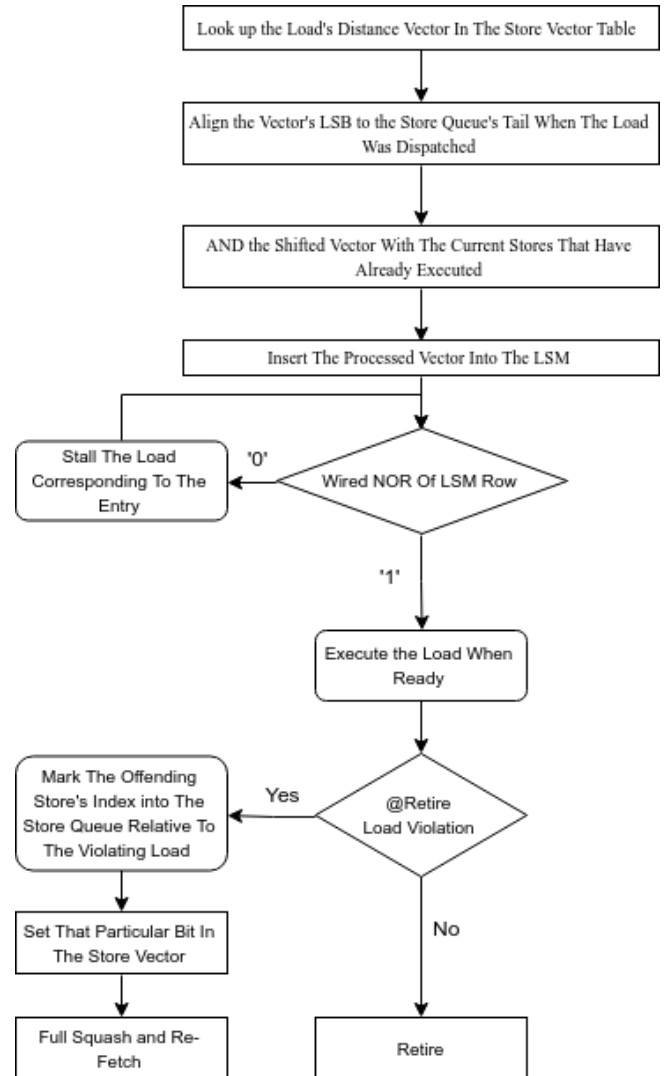 Look up the Load's Distance Vector In The Store Vector Table
Align the Vector's LSB to the Store Queue's Tail When The Load
Was Dispatched
AND the Shifted Vector With The Current Stores That Have
Already Executed
Insert The Processed Vector Into The LSM
Stall The Load
Corresponding To The
Entry
'0'
Wired NOR Of LSM Row
'1'
Execute the Load When
Ready
Mark The Offending
Store's Index into The
Store Queue Relative To
The Violating Load
Yes
@Retire
Load Violation
Set That Particular Bit In
The Store Vector
No
Full Squash and Re-
Fetch
Retire